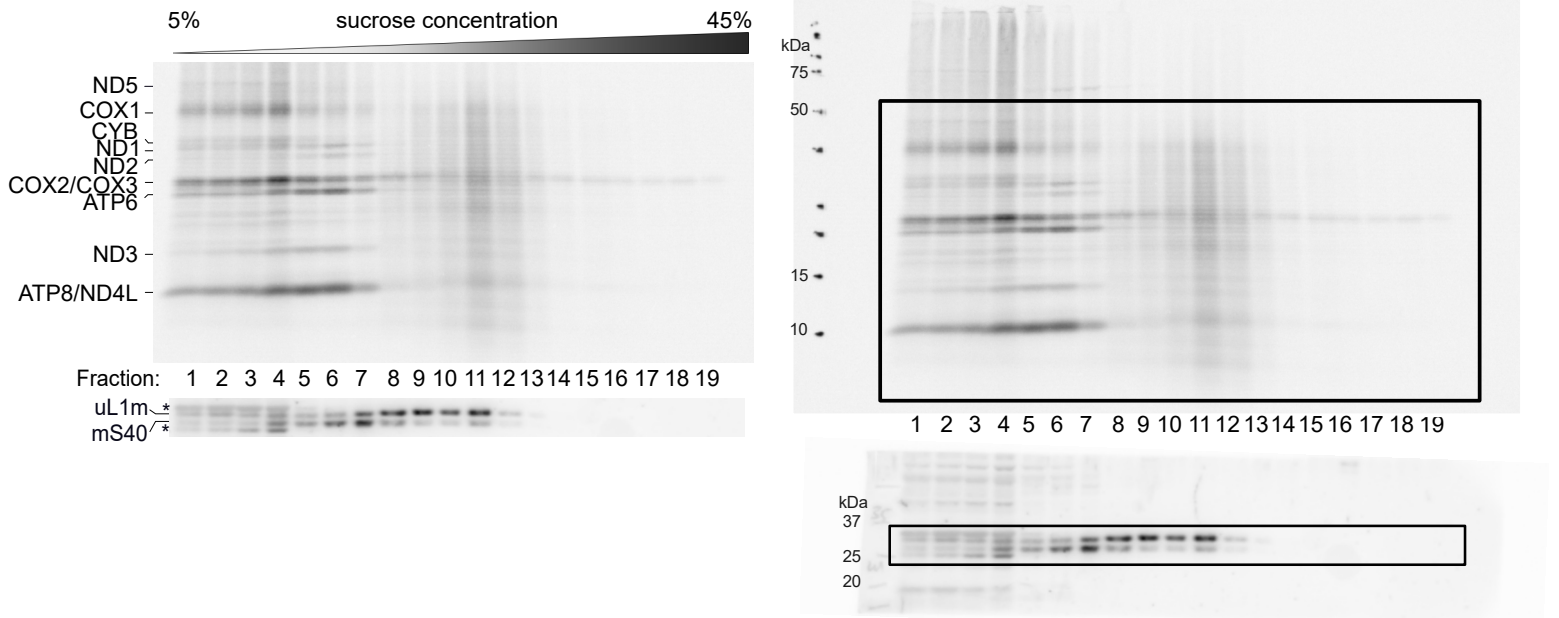 5% sucrose concentration 45%
ND5
COX1
CYB
ND1
ND2
COX2/COX3
ATP6
ND3
ATP8/ND4L
Fraction: 1 2 3 4 5 6 7 8 9 10 11 12 13 14 15 16 17 18 19
uL1m *
mS40 *
kDa
75
50
15
10
1 2 3 4 5 6 7 8 9 10 11 12 13 14 15 16 17 18 19
kDa
37
25
20